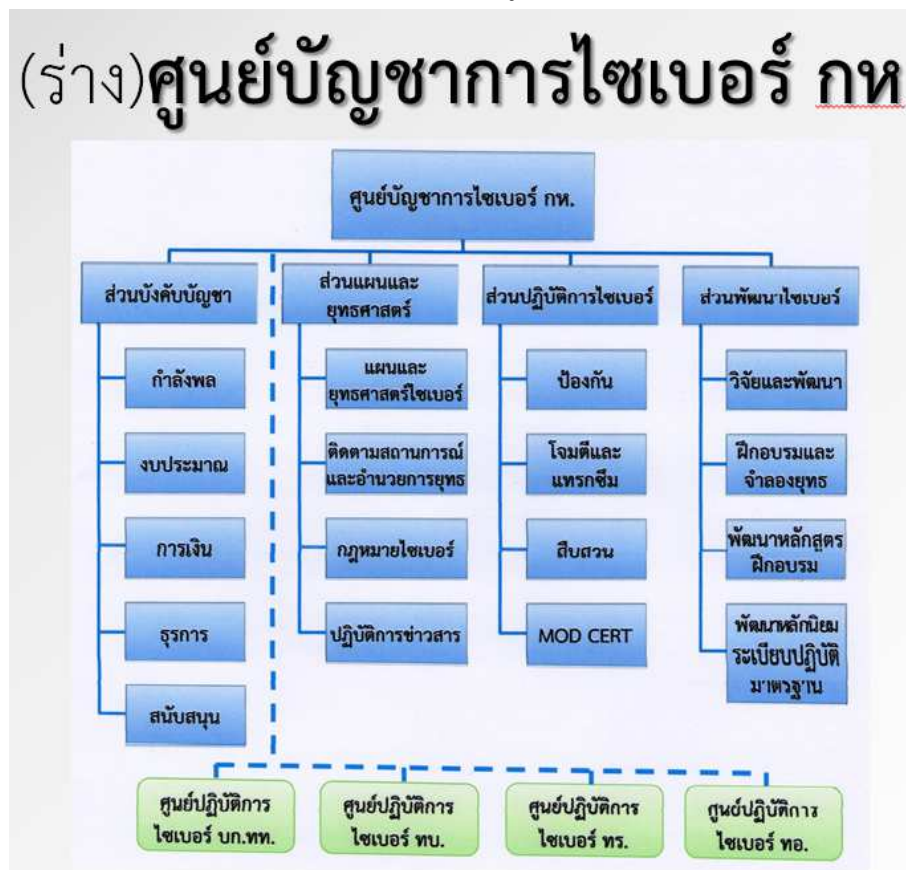 (ร่าง)ศูนย์บัญชาการไซเบอร์ กห
ศูนย์บัญชาการไซเบอร์ กห.
ส่วนบังคับบัญชา
กำลังพล
งบประมาณ
การเงิน
ธุรการ
สนับสนุน
ส่วนแผนและ
ยุทธศาสตร์
แผนและ
ยุทธศาสตร์ไซเบอร์
ติดตามสถานการณ์
และอำนวยการยุทธ
กฎหมายไซเบอร์
ปฏิบัติการข่าวสาร
ส่วนปฏิบัติการไซเบอร์
ป้องกัน
โจมตีและ
แทรกซึม
สืบสวน
MOD CERT
ส่วนพัฒนาไซเบอร์
วิจัยและพัฒนา
ฝึกอบรมและ
จำลองยุทธ
พัฒนาหลักสูตร
ฝึกอบรม
พัฒนาหลักนิยม
ระเบียบปฏิบัติ
มาตรฐาน
ศูนย์ปฏิบัติการ
ไซเบอร์ บก.ทท.
ศูนย์ปฏิบัติการ
ไซเบอร์ ทบ.
ศูนย์ปฏิบัติการ
ไซเบอร์ ทร.
ศูนย์ปฏิบัติการ
ไซเบอร์ ทอ.